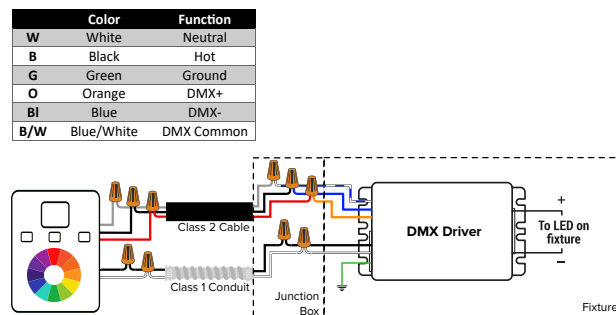 Color Function
W White Neutral
B Black Hot
G Green Ground
O Orange DMX+
Bl Blue DMX-
B/W Blue/White DMX Common
Class 2 Cable
Class 1 Conduit
Junction
Box
DMX Driver
+
To LED on
fixture
–
Fixture